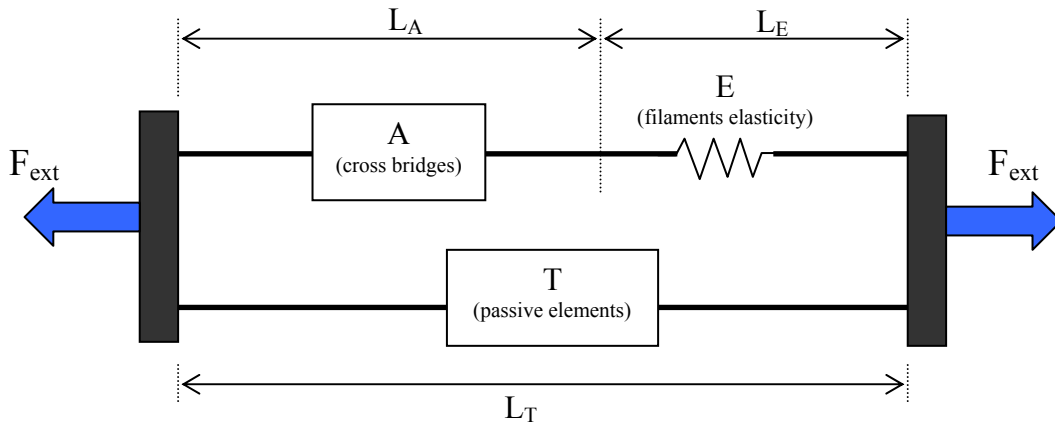 L_A
L_E
E
(filaments elasticity)
A
(cross bridges)
F_ext
F_ext
T
(passive elements)
L_T